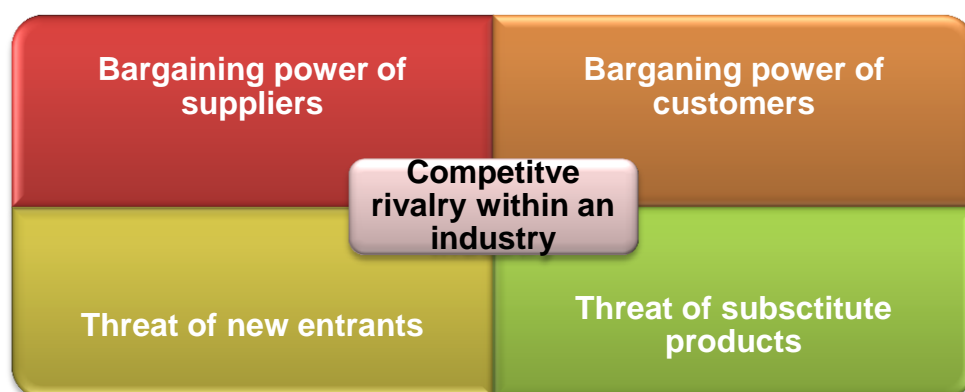 Bargaining power of
suppliers
Barganing power of
customers
Competitve
rivalry within an
industry
Threat of new entrants
Threat of subsctitute
products